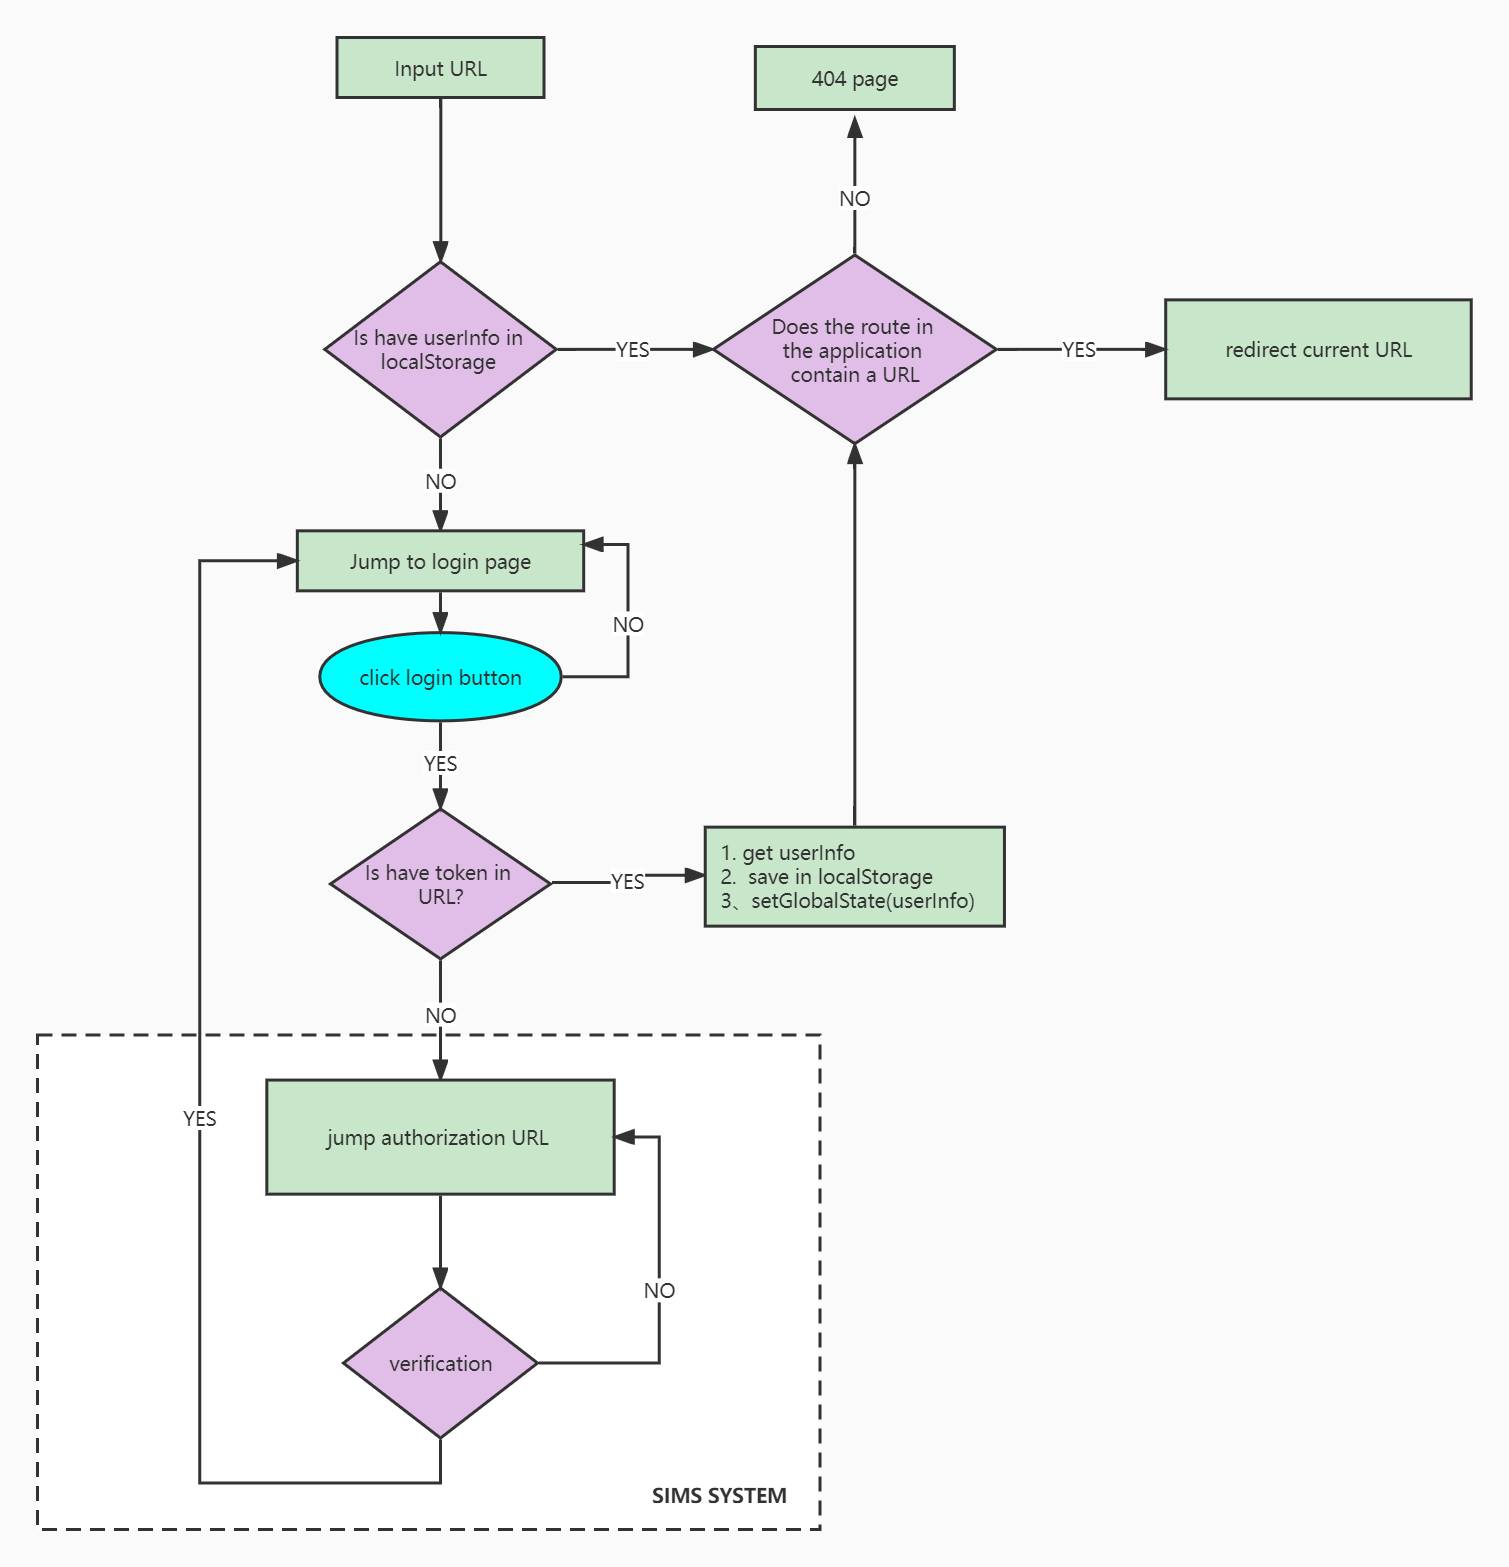 Input URL
404 page
NO
Is have userInfo in
localStorage
YES
Does the route in
the application
contain a URL
YES
redirect current URL
NO
Jump to login page
NO
click login button
YES
Is have token in
URL?
YES
1. get userInfo
2.  save in localStorage
3、setGlobalState(userInfo)
NO
YES
jump authorization URL
NO
verification
SIMS SYSTEM